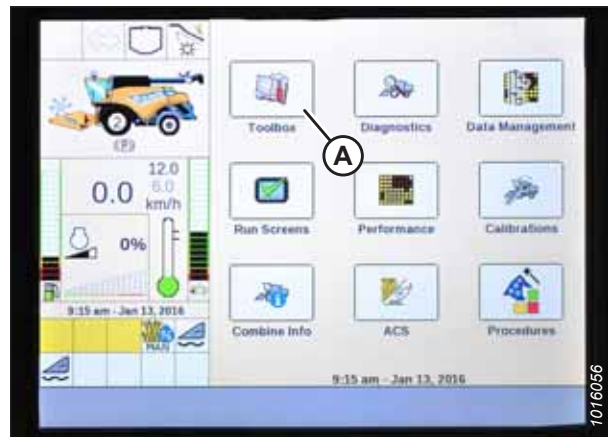 2
(P)
12.0
6.0
0.0
km/h
0%
9:15 am - Jan 13, 2016
MAN
Toolbox
Diagnostics
Data Management
A
Run Screens
Performance
Calibrations
Combine Info
ACS
Procedures
9:15 am - Jan 13, 2016
1016056